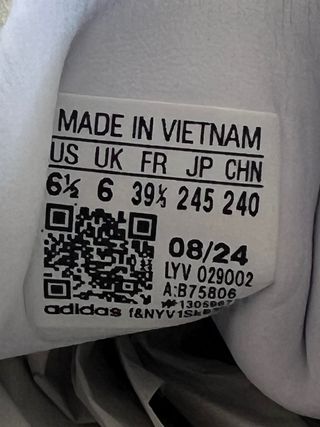 MADE IN VIETNAM
US UK FR JP CHN
6½ 6 39⅓ 245 240
08/24
LYV 029002
A:B75806
adidas